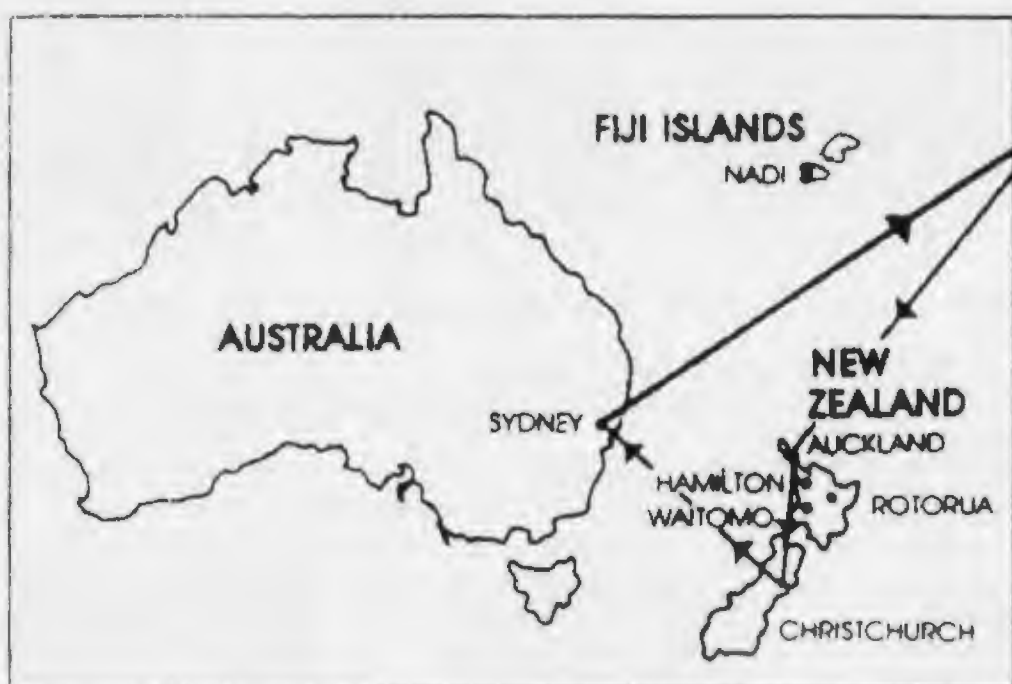 FIJI ISLANDS
NADI
AUSTRALIA
NEW
ZEALAND
SYDNEY
AUCKLAND
HAMILTON
ROTORUA
WAITOMO
CHRISTCHURCH